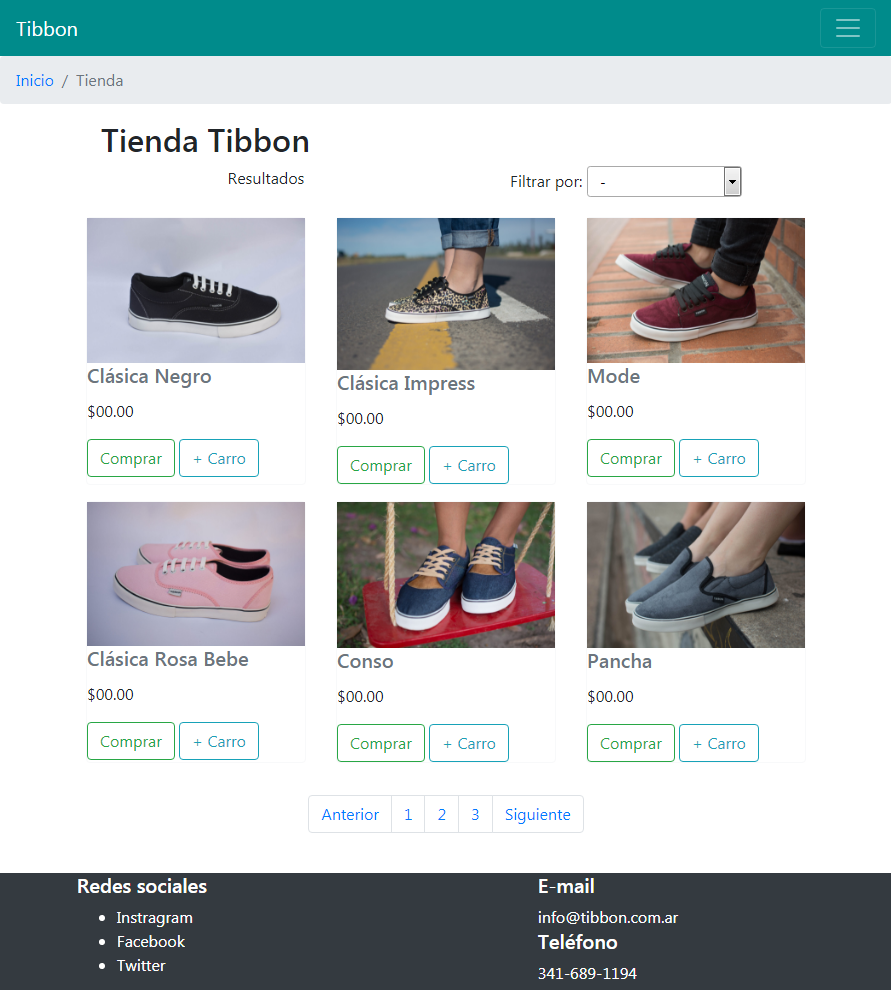 Tibbon
Inicio / Tienda
Tienda Tibbon
Resultados
Filtrar por: -
Clásica Negro
$00.00
Comprar + Carro
Clásica Impress
$00.00
Comprar + Carro
Mode
$00.00
Comprar + Carro
Clásica Rosa Bebe
$00.00
Comprar + Carro
Conso
$00.00
Comprar + Carro
Pancha
$00.00
Comprar + Carro
Anterior 1 2 3 Siguiente
Redes sociales
Instragram
Facebook
Twitter
E-mail
info@tibbon.com.ar
Teléfono
341-689-1194